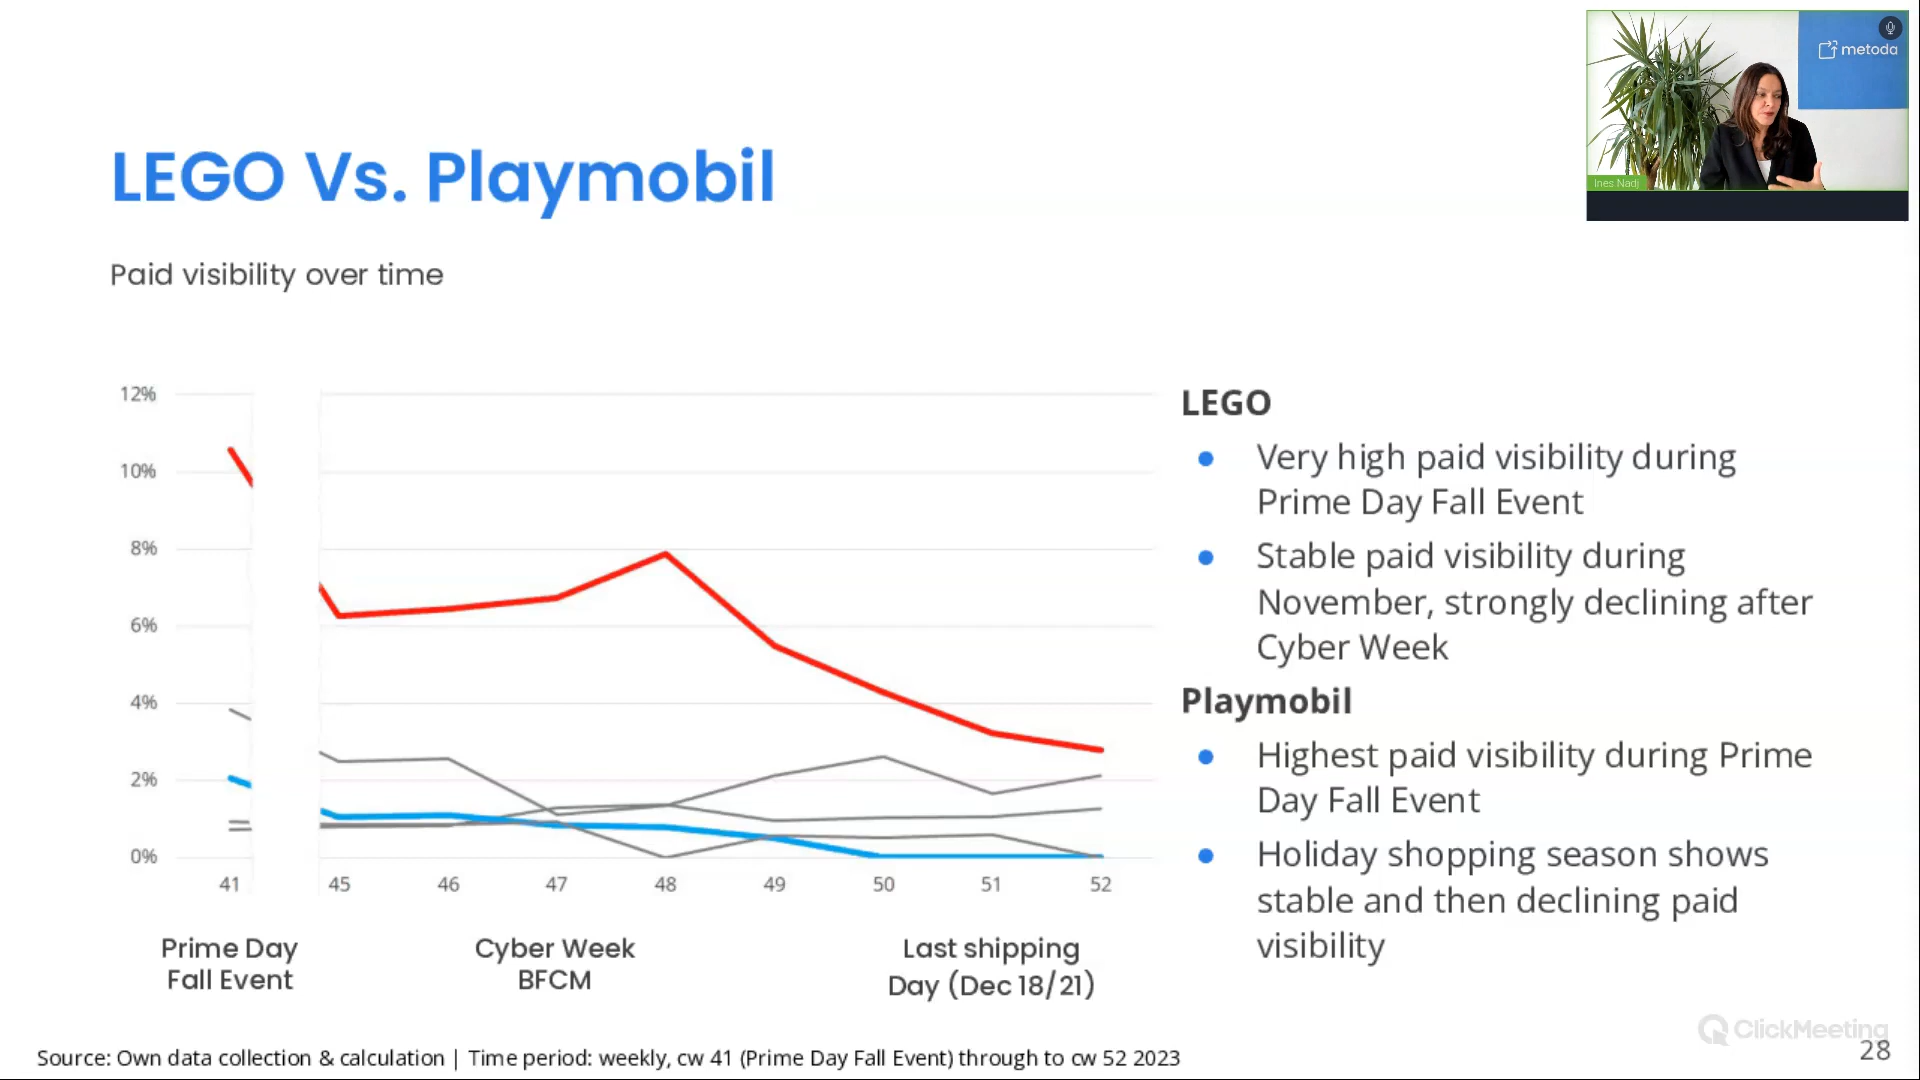 metoda
Ines Nadj
LEGO Vs. Playmobil
Paid visibility over time
12%
10%
8%
6%
4%
2%
0%
41 45 46 47 48 49 50 51 52
Prime Day
Fall Event
Cyber Week
BFCM
Last shipping
Day (Dec 18/21)
LEGO
Very high paid visibility during
Prime Day Fall Event
Stable paid visibility during
November, strongly declining after
Cyber Week
Playmobil
Highest paid visibility during Prime
Day Fall Event
Holiday shopping season shows
stable and then declining paid
visibility
ClickMeeting
28
Source: Own data collection & calculation | Time period: weekly, cw 41 (Prime Day Fall Event) through to cw 52 2023